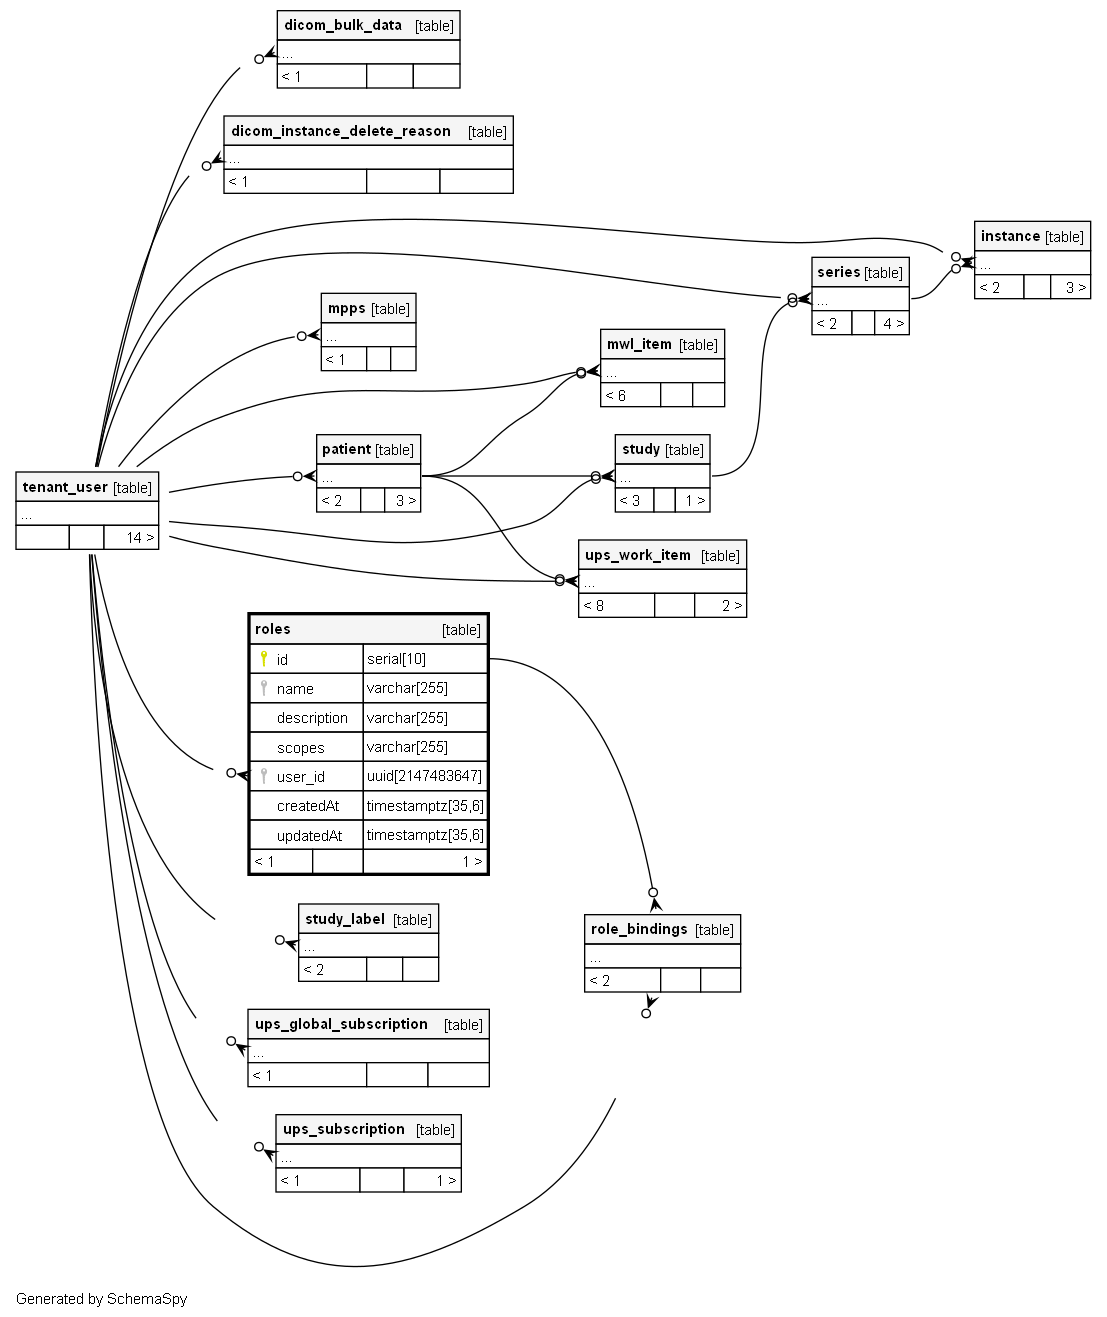 dicom_bulk_data [table]
...
< 1
dicom_instance_delete_reason [table]
...
< 1
instance [table]
...
< 2 3 >
series [table]
...
< 2 4 >
mpps [table]
...
< 1
mwl_item [table]
...
< 6
patient [table]
...
< 2 3 >
study [table]
...
< 3 1 >
tenant_user [table]
...
14 >
ups_work_item [table]
...
< 8 2 >
roles [table]
id serial[10]
name varchar[255]
description varchar[255]
scopes varchar[255]
user_id uuid[2147483647]
createdAt timestamptz[35,6]
updatedAt timestamptz[35,6]
< 1 1 >
study_label [table]
...
< 2
role_bindings [table]
...
< 2
ups_global_subscription [table]
...
< 1
ups_subscription [table]
...
< 1 1 >
Generated by SchemaSpy